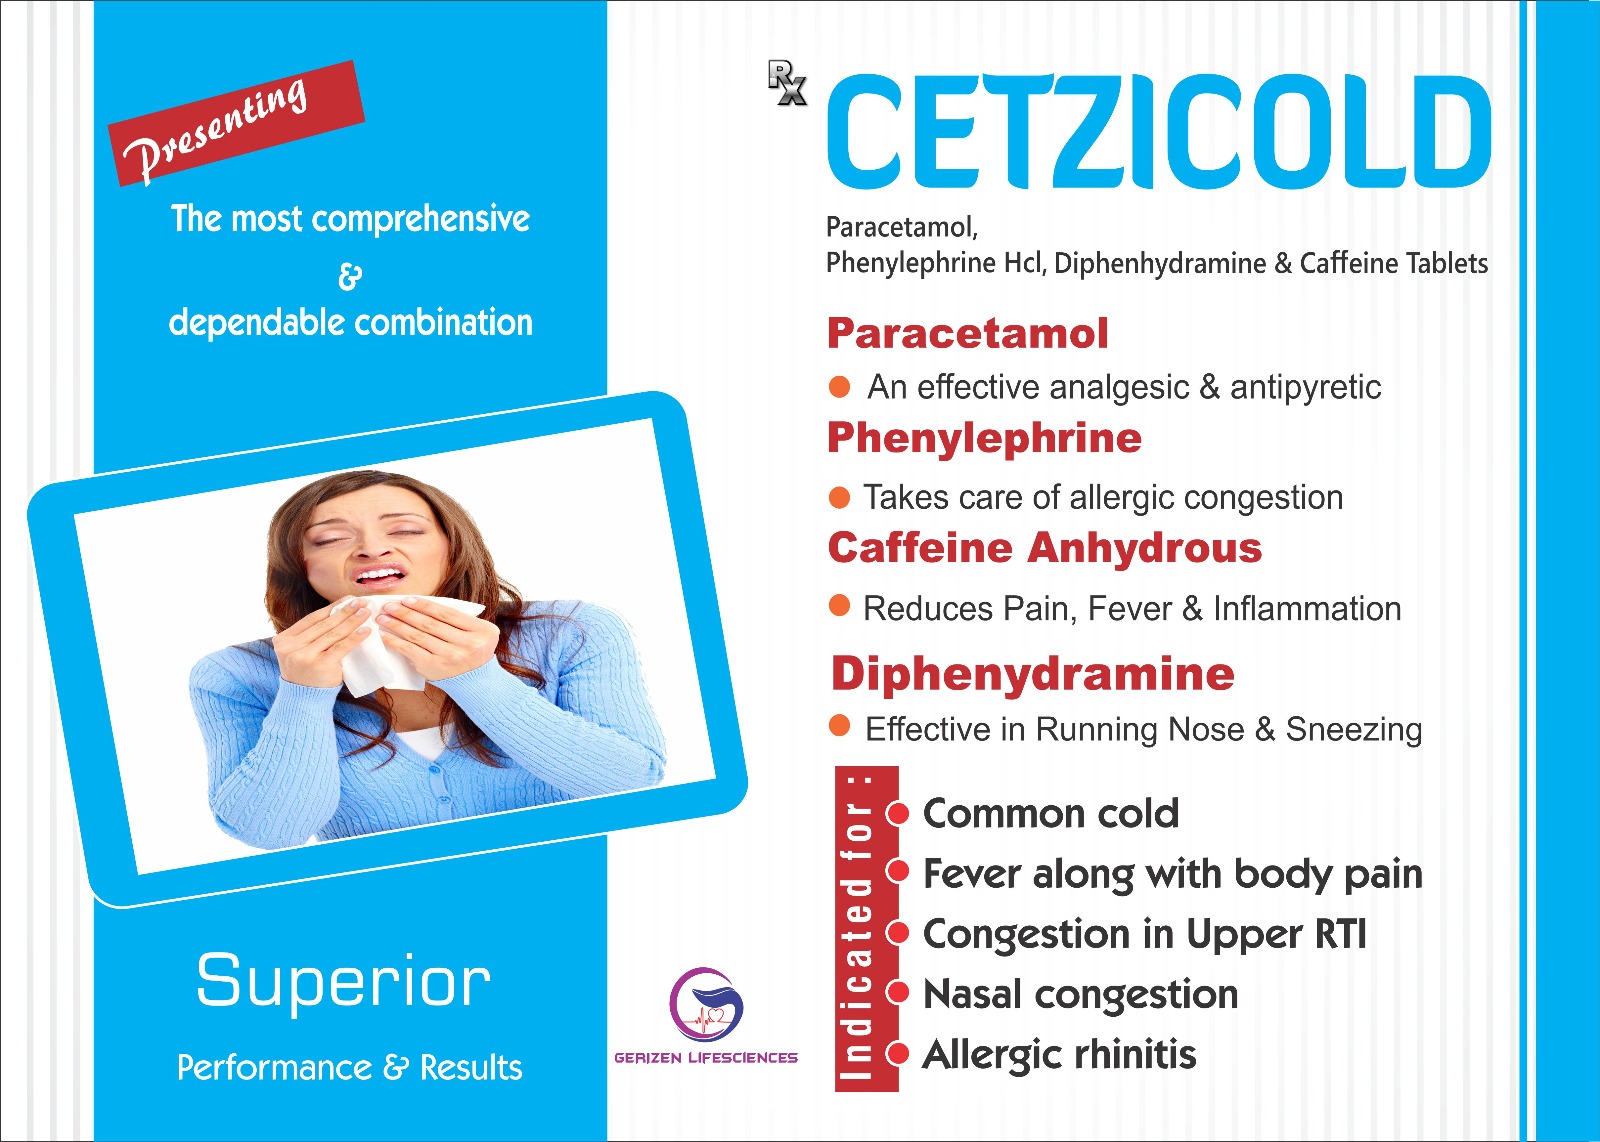 Presenting
The most comprehensive
&
dependable combination
Superior
Performance & Results
GERIZEN LIFESCIENCES
Rx CETZICOLD
Paracetamol,
Phenylephrine Hcl, Diphenhydramine & Caffeine Tablets
Paracetamol
An effective analgesic & antipyretic
Phenylephrine
Takes care of allergic congestion
Caffeine Anhydrous
Reduces Pain, Fever & Inflammation
Diphenydramine
Effective in Running Nose & Sneezing
Indicated for :
Common cold
Fever along with body pain
Congestion in Upper RTI
Nasal congestion
Allergic rhinitis